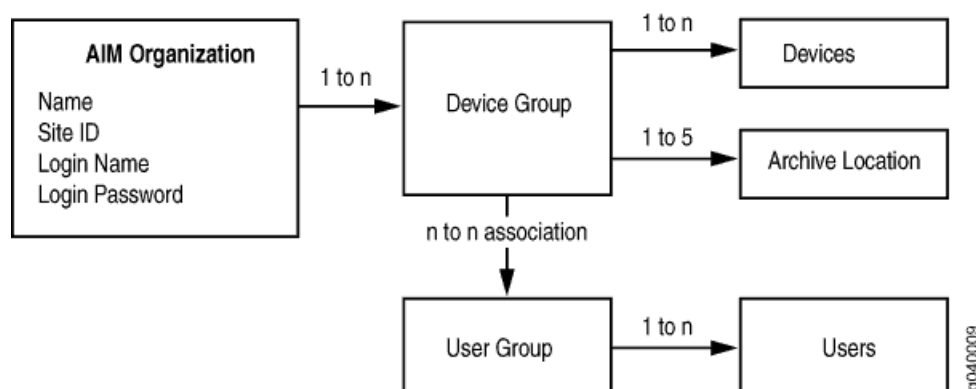 AIM Organization
Name
Site ID
Login Name
Login Password
1 to n
Device Group
1 to n
Devices
1 to 5
Archive Location
n to n association
User Group
1 to n
Users
g040009